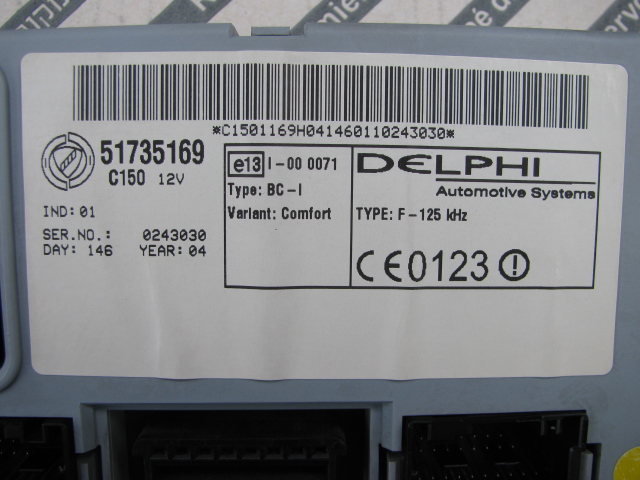 *C1501169H041460110243030*
51735169
C150 12V
IND: 01
SER.NO.: 0243030
DAY: 146 YEAR: 04
e13 I-00 0071
Type: BC-I
Variant: Comfort
DELPHI
Automotive Systems
TYPE: F-125 kHz
CE0123